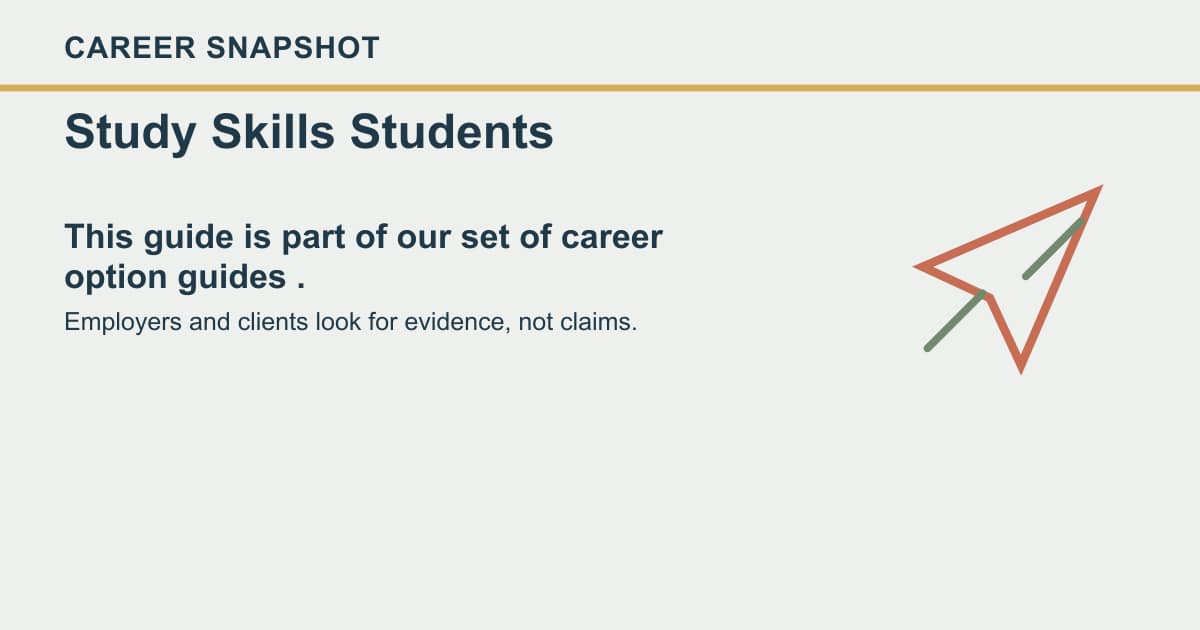 CAREER SNAPSHOT
Study Skills Students
This guide is part of our set of career
option guides .
Employers and clients look for evidence, not claims.